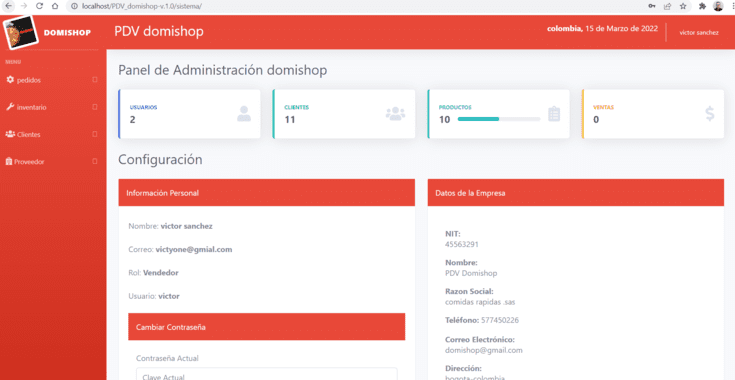 localhost/PDV_domishop-v.1.0/sistema/
DOMISHOP
PDV domishop
colombia, 15 de Marzo de 2022
victor sanchez
MENU
pedidos
inventario
Clientes
Proveedor
Panel de Administración domishop
USUARIOS
2
CLIENTES
11
PRODUCTOS
10
VENTAS
0
Configuración
Información Personal
Nombre: victor sanchez
Correo: victyone@gmial.com
Rol: Vendedor
Usuario: victor
Cambiar Contraseña
Contraseña Actual
Clave Actual
Datos de la Empresa
NIT:
45563291
Nombre:
PDV Domishop
Razon Social:
comidas rapidas .sas
Teléfono: 577450226
Correo Electrónico:
domishop@gmail.com
Dirección:
bogota-colombia